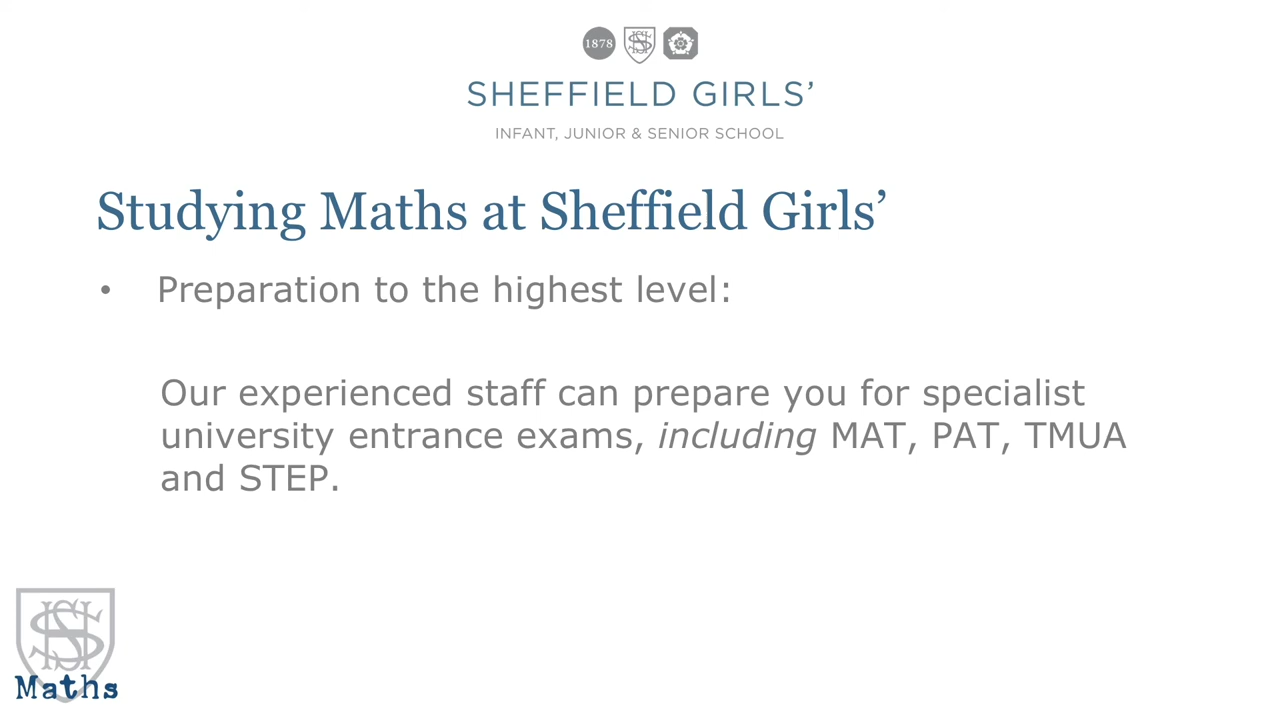 1878
SHEFFIELD GIRLS’
INFANT, JUNIOR & SENIOR SCHOOL
Studying Maths at Sheffield Girls’
• Preparation to the highest level:
Our experienced staff can prepare you for specialist
university entrance exams, including MAT, PAT, TMUA
and STEP.
Maths